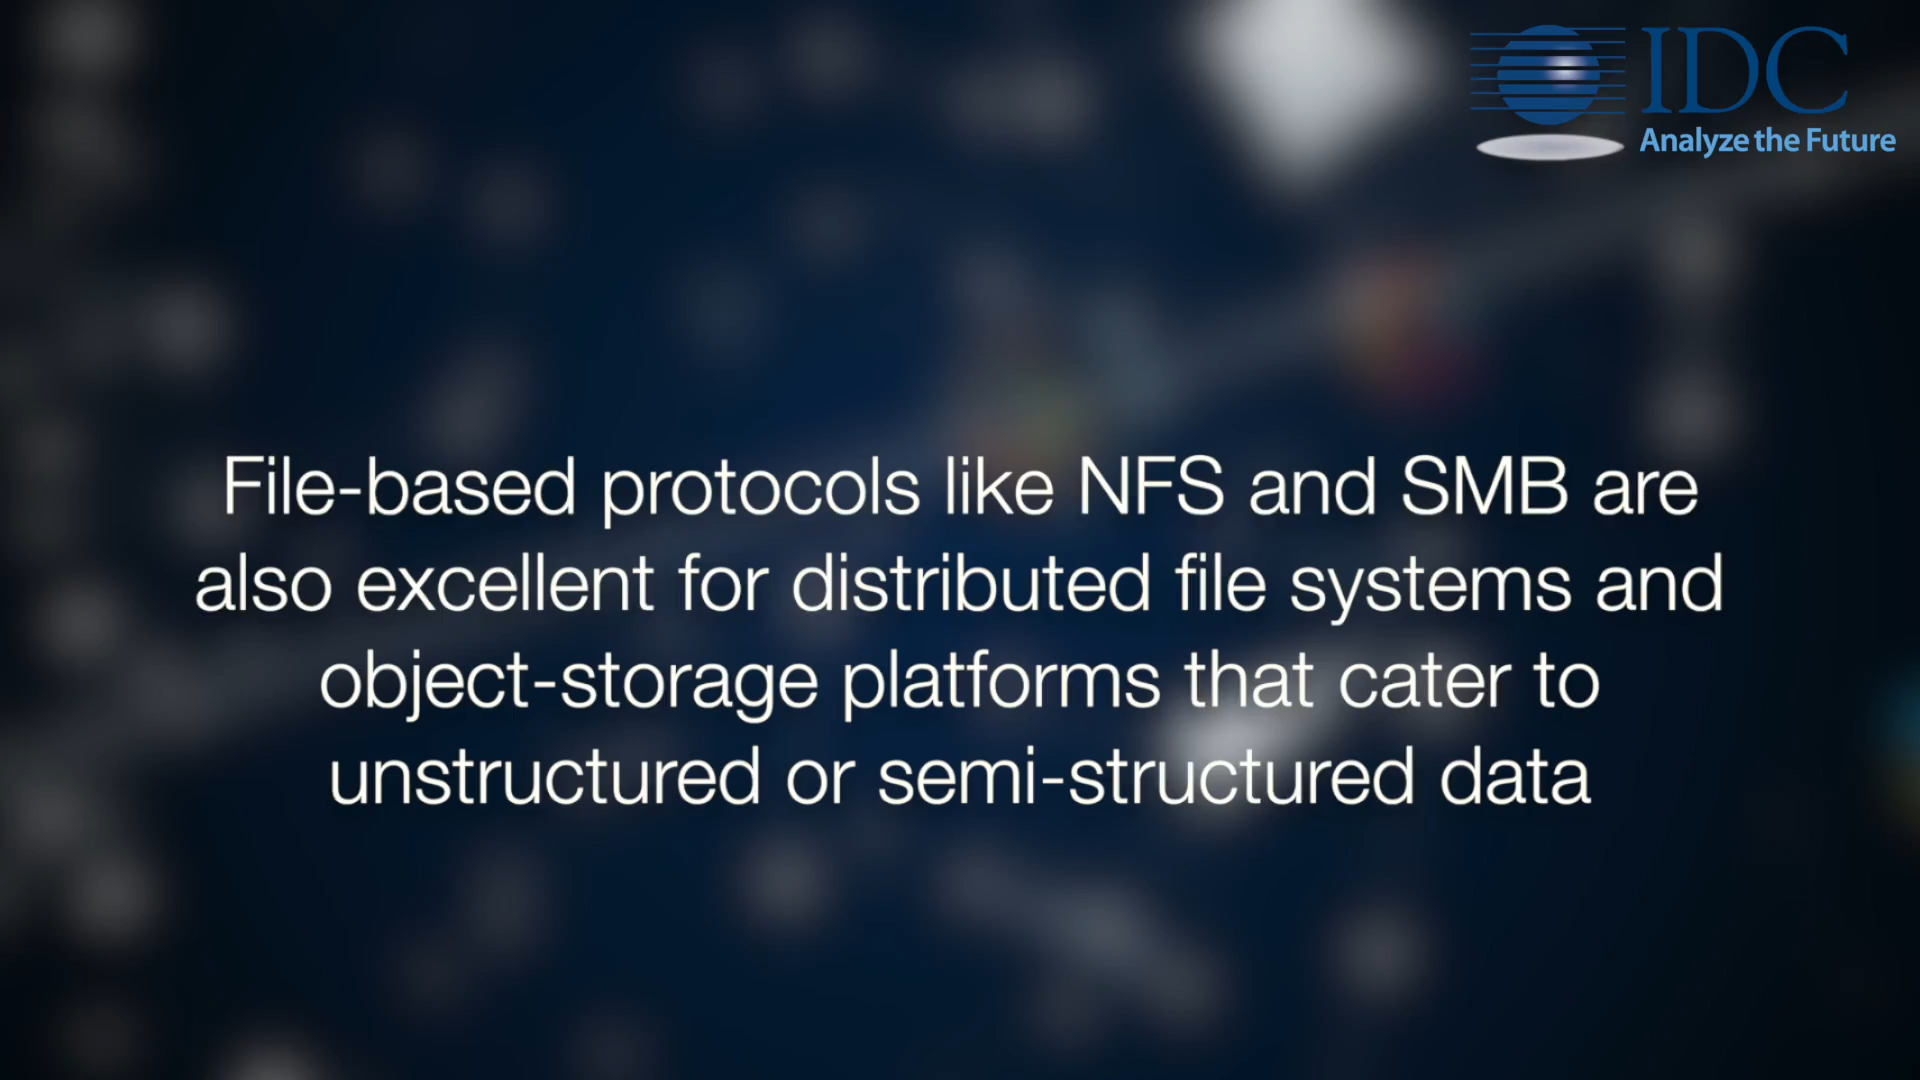 IDC
Analyze the Future
File-based protocols like NFS and SMB are
also excellent for distributed file systems and
object-storage platforms that cater to
unstructured or semi-structured data